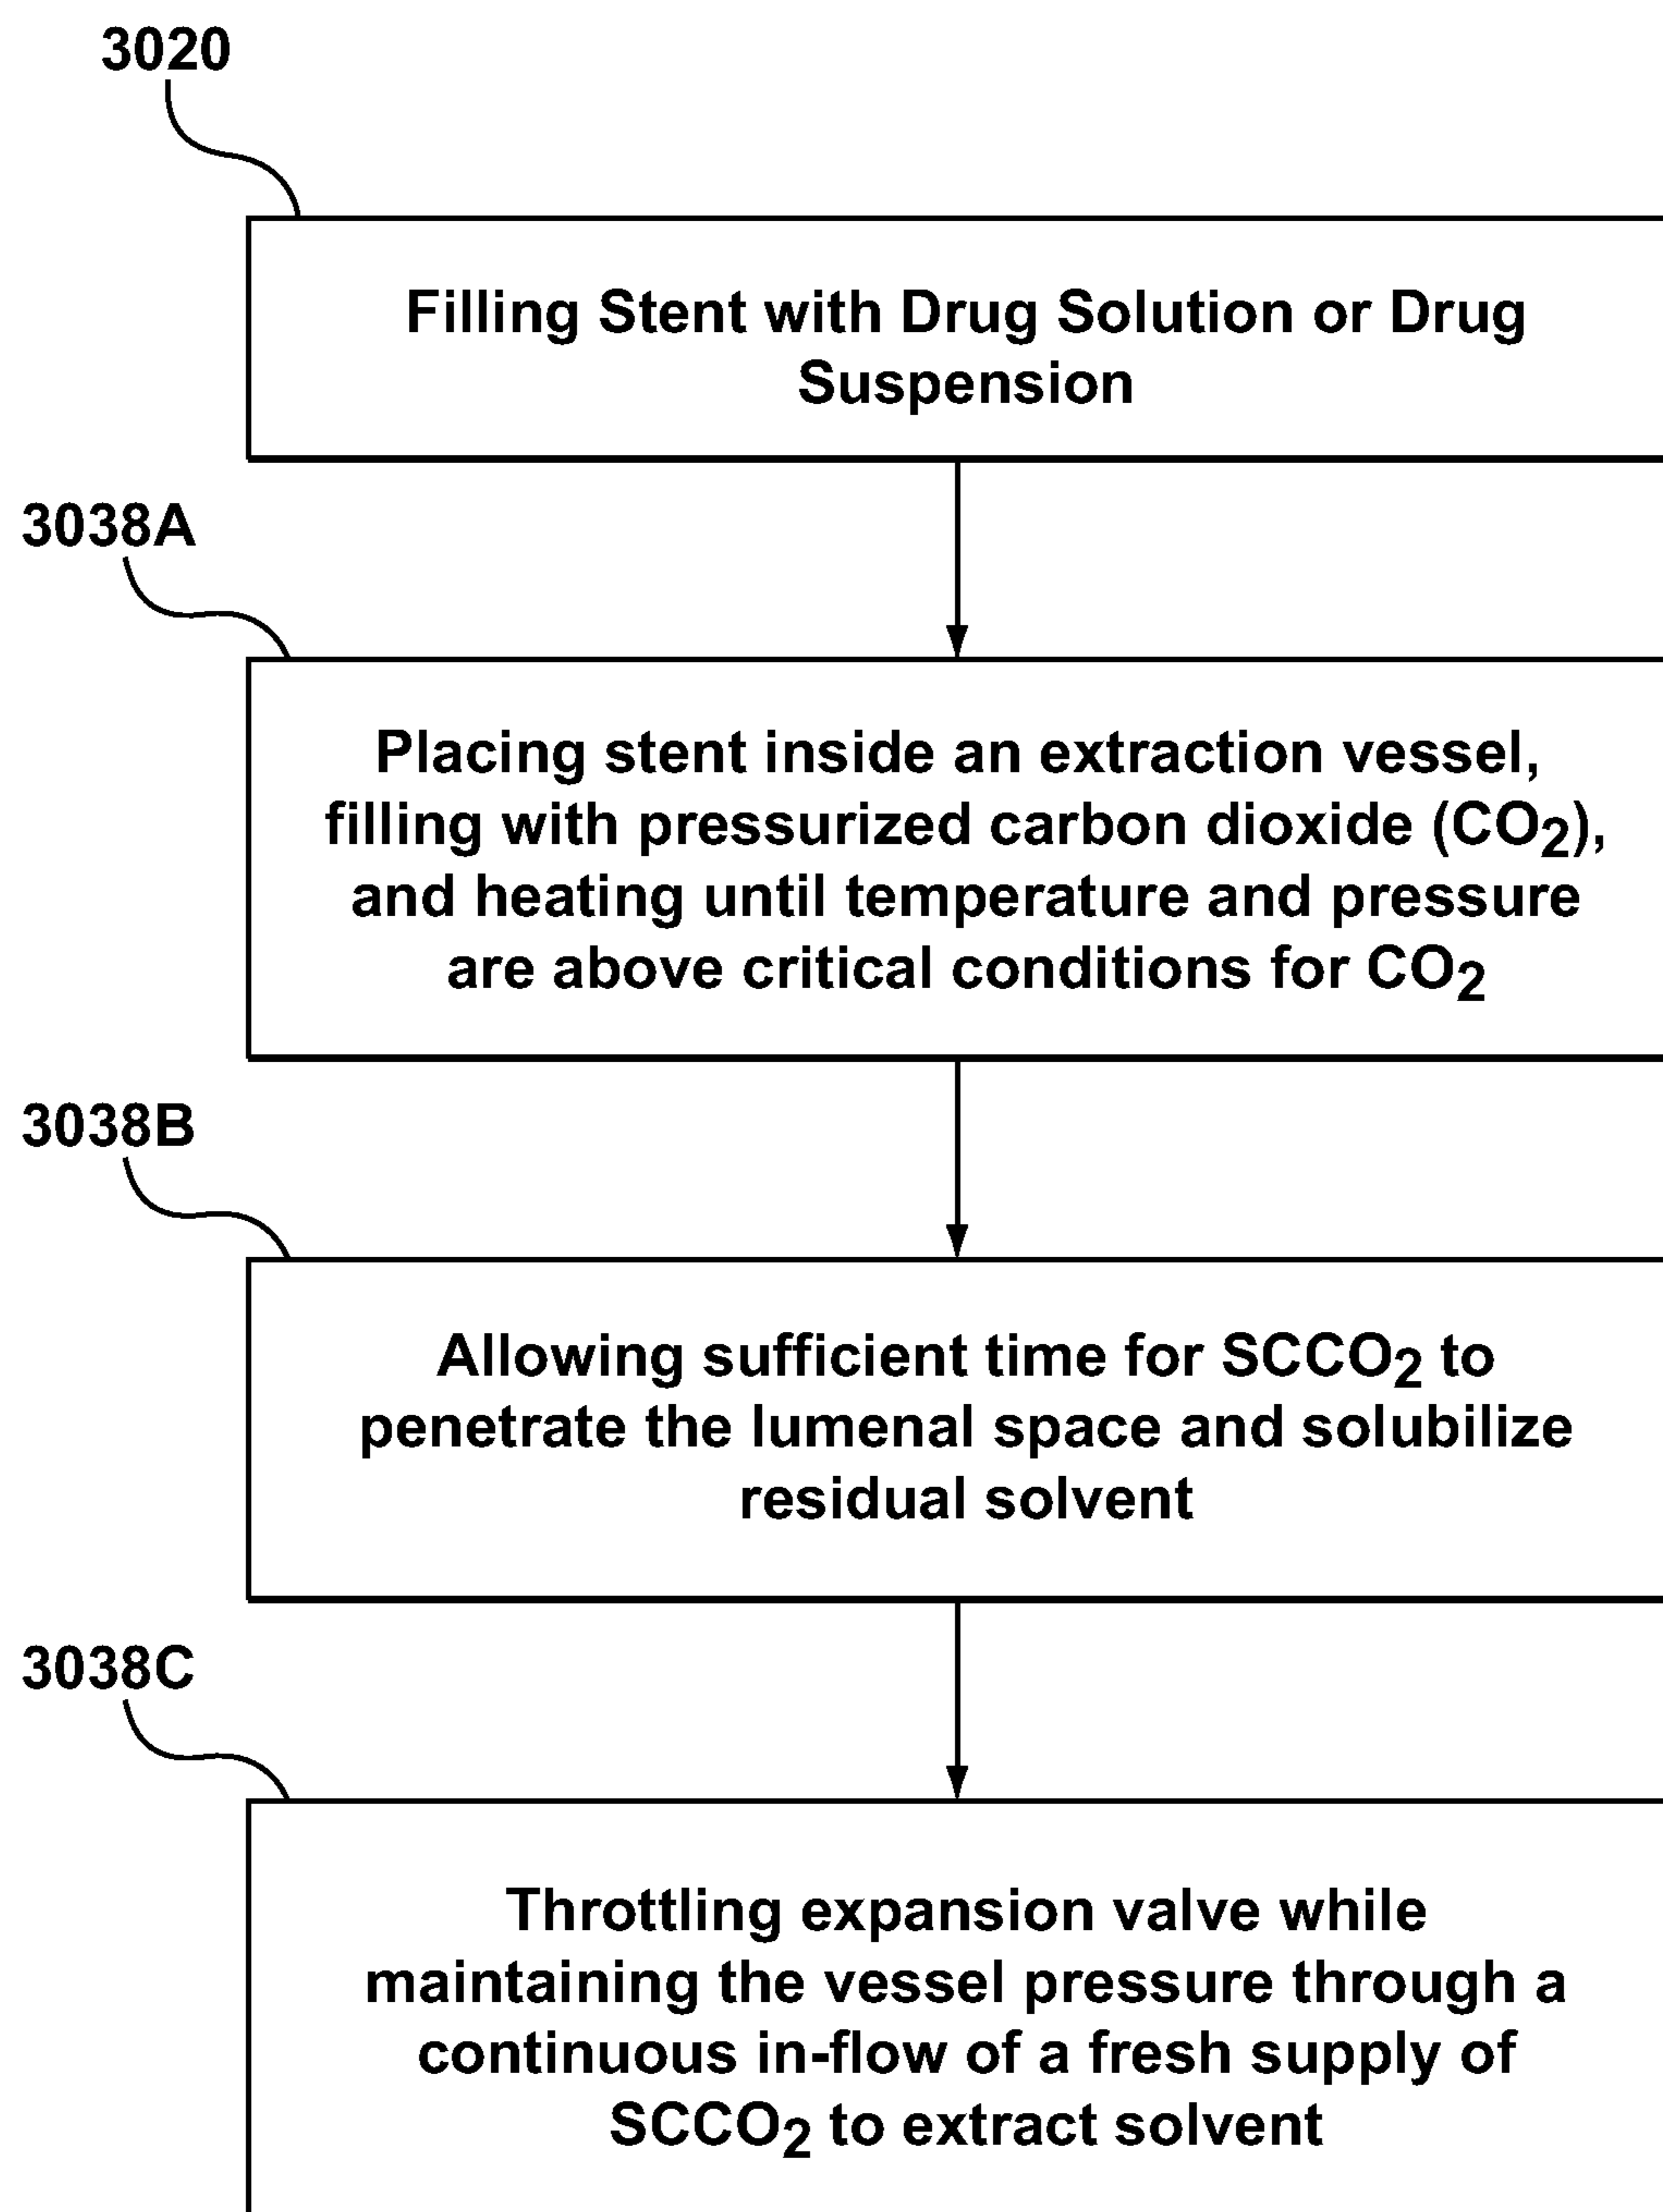 3020
Filling Stent with Drug Solution or Drug
Suspension
3038A
Placing stent inside an extraction vessel,
filling with pressurized carbon dioxide (CO₂),
and heating until temperature and pressure
are above critical conditions for CO₂
3038B
Allowing sufficient time for SCCO₂ to
penetrate the lumenal space and solubilize
residual solvent
3038C
Throttling expansion valve while
maintaining the vessel pressure through a
continuous in-flow of a fresh supply of
SCCO₂ to extract solvent